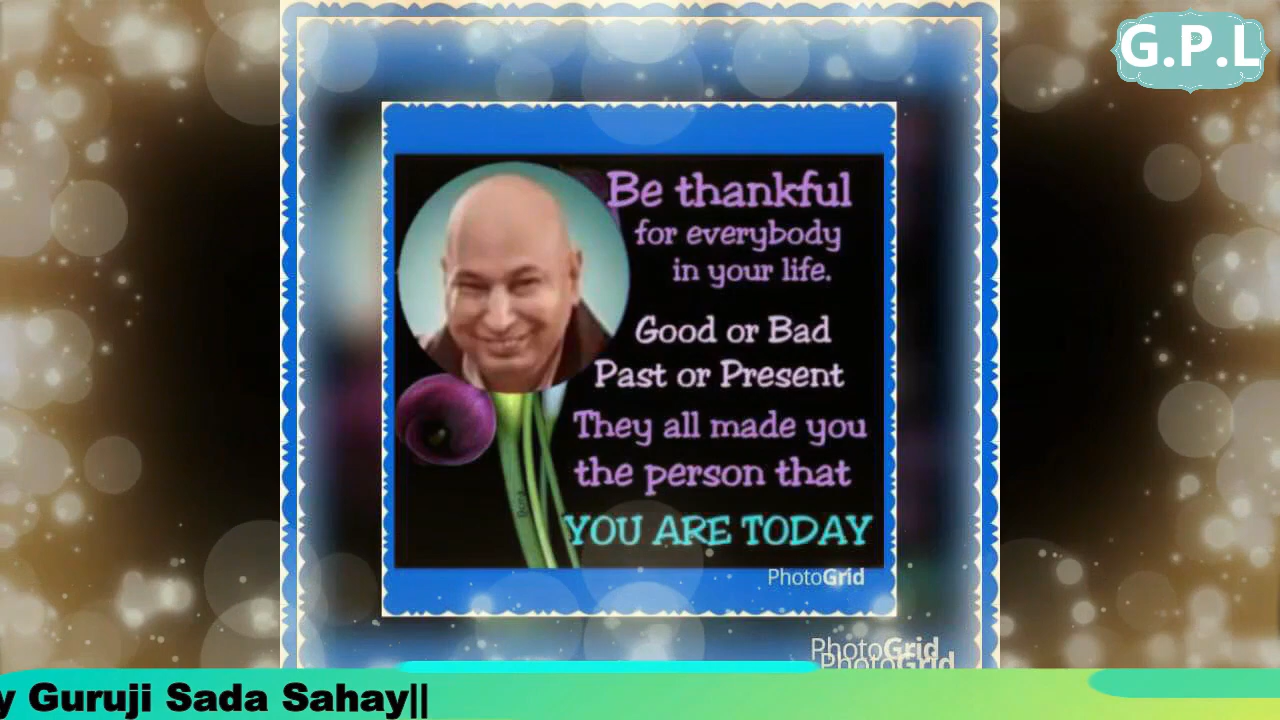 G.P.L
Be thankful
for everybody
in your life.
Good or Bad
Past or Present
They all made you
the person that
YOU ARE TODAY
PhotoGrid
PhotoGrid
PhotoGrid
y Guruji Sada Sahay||